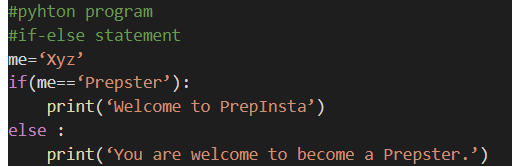 #pyhton program
#if-else statement
me=‘Xyz’
if(me==‘Prepster’):
    print(‘Welcome to PrepInsta’)
else :
    print(‘You are welcome to become a Prepster.’)